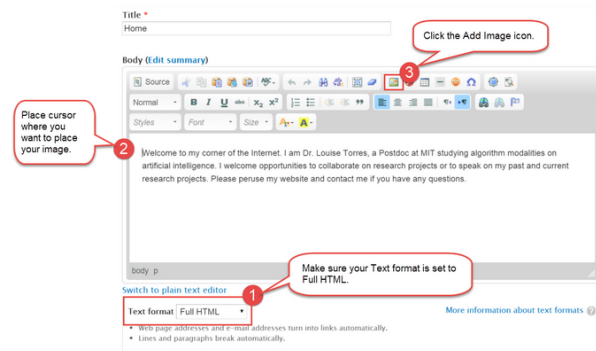 Title *
Home
Click the Add Image icon.
Body (Edit summary)
3
Source
Normal
B I U abc x₂ x²
Styles
Font
Size
A
A
Place cursor
where you
want to place
your image.
2
Welcome to my corner of the Internet. I am Dr. Louise Torres, a Postdoc at MIT studying algorithm modalities on
artificial intelligence. I welcome opportunities to collaborate on research projects or to speak on my past and current
research projects. Please peruse my website and contact me if you have any questions.
body p
Make sure your Text format is set to
Full HTML.
Switch to plain text editor
1
Text format Full HTML
More information about text formats ?
Web page addresses and e-mail addresses turn into links automatically.
Lines and paragraphs break automatically.